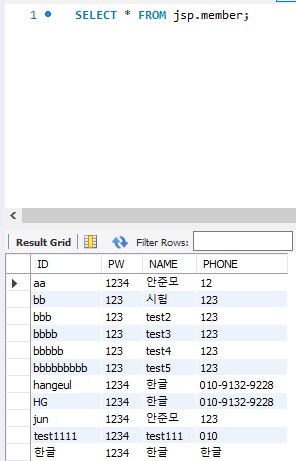 1 SELECT * FROM jsp.member;
Result Grid Filter Rows:
ID PW NAME PHONE
aa 1234 안준모 12
bb 123 시험 123
bbb 123 test2 123
bbbb 123 test3 123
bbbbb 123 test4 123
bbbbbbbbb 123 test5 123
hangeul 1234 한글 010-9132-9228
HG 1234 한글 010-9132-9228
jun 1234 안준모 123
test1111 1234 test111 010
한글 1234 한글 한글